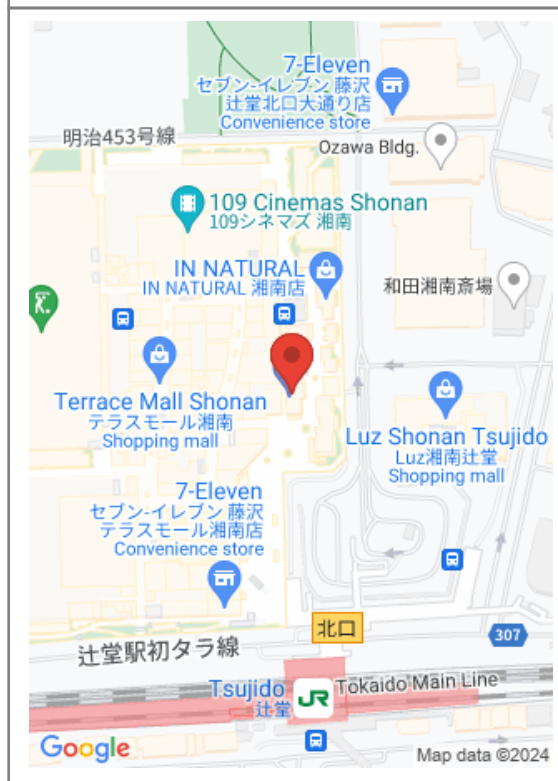 7-Eleven
セブン-イレブン 藤沢
辻堂北口大通り店
Convenience store
明治453号線
Ozawa Bldg.
109 Cinemas Shonan
109シネマズ 湘南
IN NATURAL
IN NATURAL 湘南店
和田湘南斎場
Terrace Mall Shonan
テラスモール湘南
Shopping mall
Luz Shonan Tsujido
Luz湘南辻堂
Shopping mall
7-Eleven
セブン-イレブン 藤沢
テラスモール湘南店
Convenience store
北口
307
辻堂駅初タラ線
Tsujido
辻堂
JR
Tokaido Main Line
Google
Map data ©2024